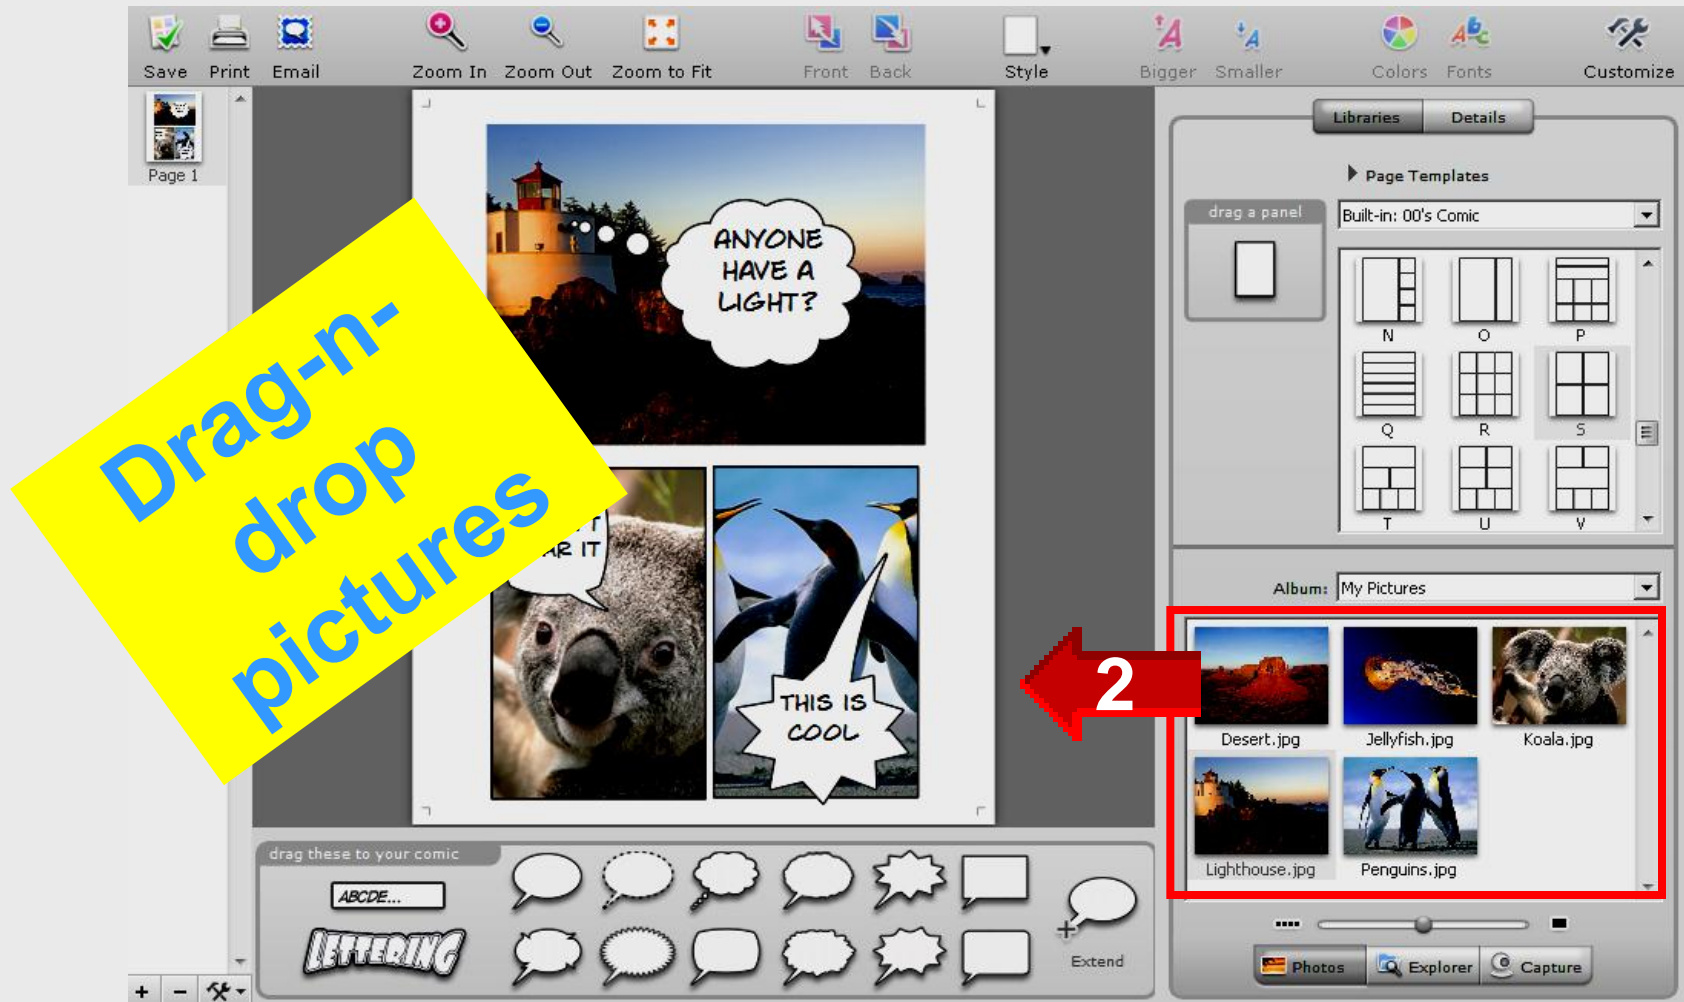 Save Print Email Zoom In Zoom Out Zoom to Fit Front Back Style Bigger Smaller Colors Fonts Customize
Page 1
ANYONE
HAVE A
LIGHT?
Drag-n-
drop
pictures
IT
THIS IS
COOL
Libraries Details
Page Templates
drag a panel
Built-in: 00's Comic
N O P
Q R S
T U V
Album: My Pictures
2
Desert.jpg Jellyfish.jpg Koala.jpg
Lighthouse.jpg Penguins.jpg
drag these to your comic
ABCDE...
LETTERING
Extend
Photos Explorer Capture